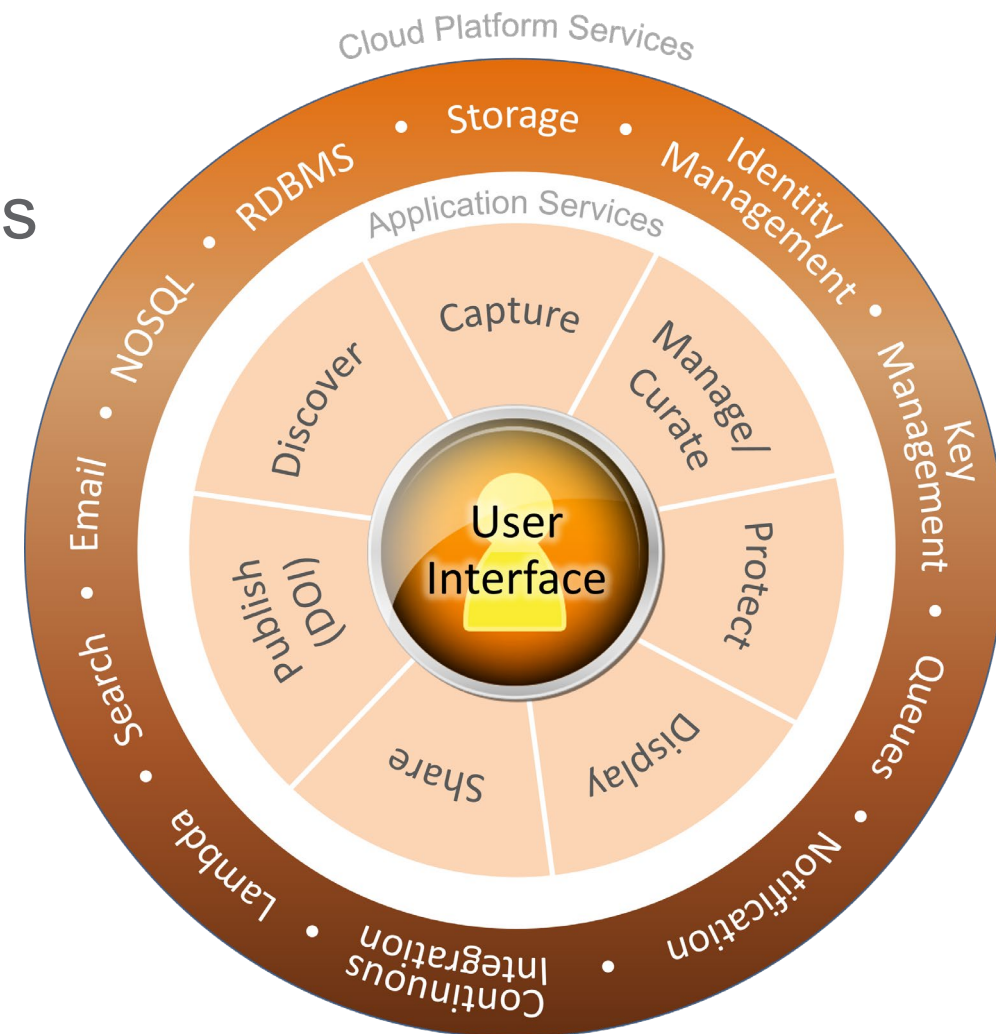 Cloud Platform Services
s
Storage
Identity
Management
Key
Management
Queues
Notification
Continuous
Integration
Lambda
Search
Email
NOSQL
RDBMS
Application Services
Capture
Manage/
Curate
Protect
Display
Share
Publish
(DOI)
Discover
User
Interface